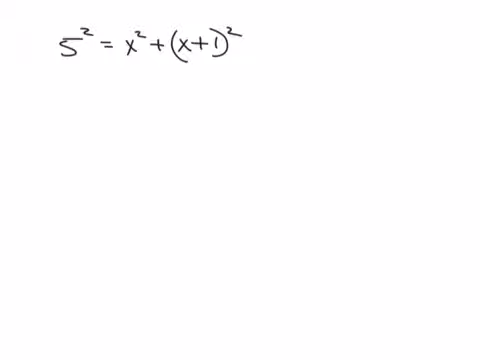 5² = x² + (x+1)²